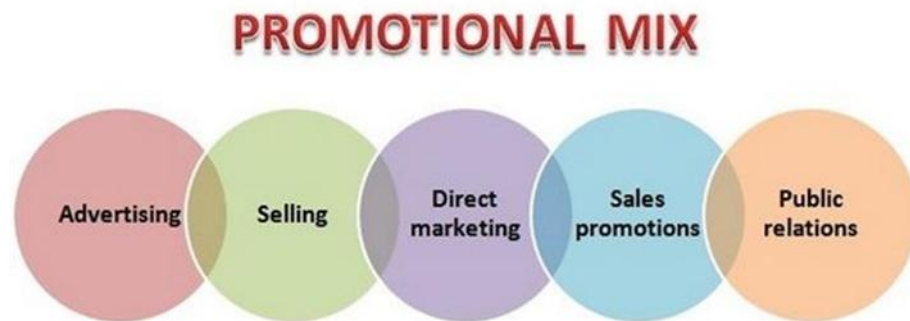 PROMOTIONAL MIX
Advertising
Selling
Direct
marketing
Sales
promotions
Public
relations